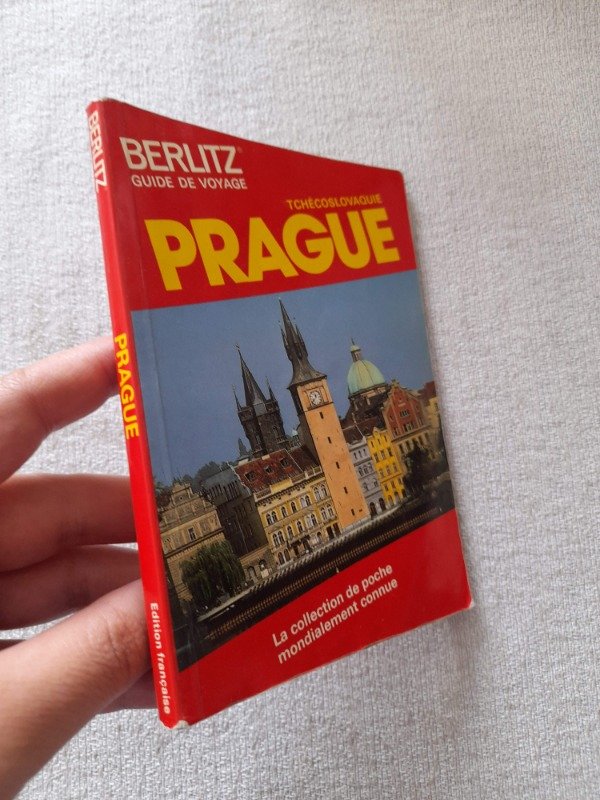 BERLITZ®
GUIDE DE VOYAGE
TCHÉCOSLOVAQUIE
PRAGUE
La collection de poche
mondialement connue
BERLITZ
PRAGUE
Edition française